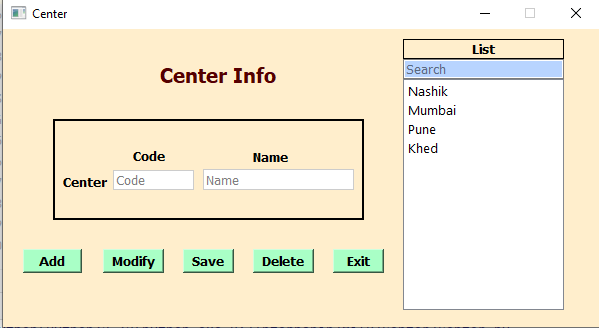 Center
Center Info
Code Name
Center Code Name
Add Modify Save Delete Exit
List
Search
Nashik
Mumbai
Pune
Khed